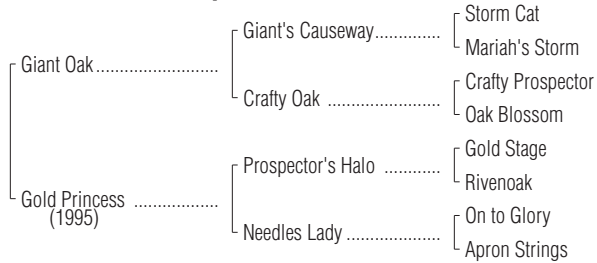 Storm Cat
Giant's Causeway..............
Mariah's Storm
Giant Oak..........................
Crafty Prospector
Crafty Oak ........................
Oak Blossom
Gold Stage
Prospector's Halo ............
Rivenoak
Gold Princess ..................
(1995)
On to Glory
Needles Lady ....................
Apron Strings